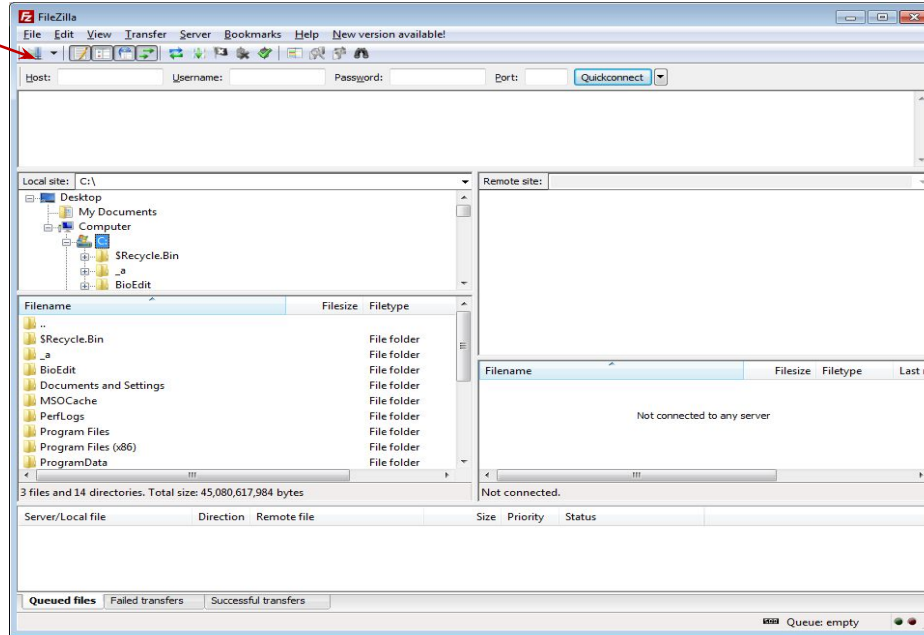 FileZilla
File Edit View Transfer Server Bookmarks Help New version available!
Host: Username: Password: Port: Quickconnect
Local site: C:\ Remote site:
Desktop
My Documents
Computer
C:
$Recycle.Bin
_a
BioEdit
Filename Filesize Filetype
..
$Recycle.Bin File folder
_a File folder
BioEdit File folder
Documents and Settings File folder
MSOCache File folder
PerfLogs File folder
Program Files File folder
Program Files (x86) File folder
ProgramData File folder
3 files and 14 directories. Total size: 45,080,617,984 bytes
Filename Filesize Filetype Last
Not connected to any server
Not connected.
Server/Local file Direction Remote file Size Priority Status
Queued files Failed transfers Successful transfers
Queue: empty